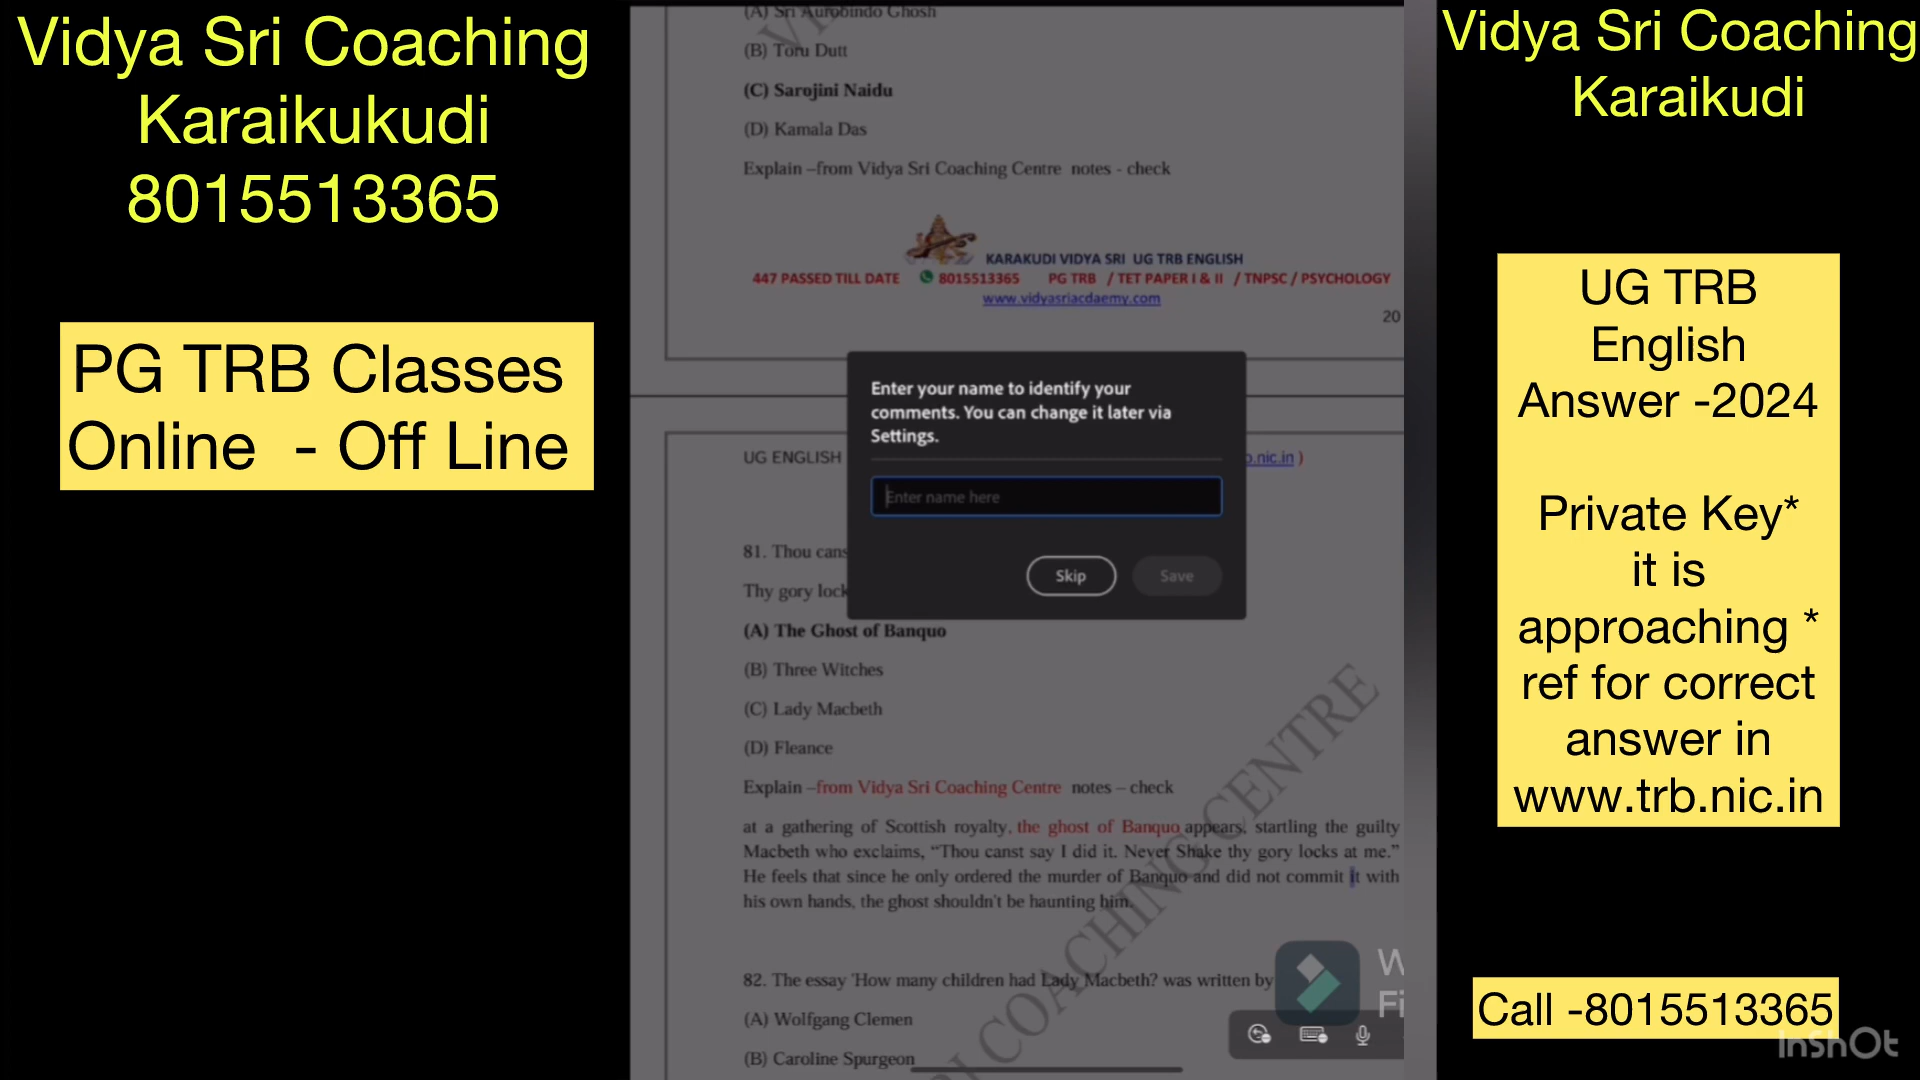 Vidya Sri Coaching
Karaikukudi
8015513365
PG TRB Classes
Online - Off Line
(A) Sri Aurobindo Ghosh
(B) Toru Dutt
(C) Sarojini Naidu
(D) Kamala Das
Explain –from Vidya Sri Coaching Centre notes - check
KARAKUDI VIDYA SRI UG TRB ENGLISH
447 PASSED TILL DATE 8015513365 PG TRB / TET PAPER I & II / TNPSC / PSYCHOLOGY
www.vidyasriacdaemy.com
20
Enter your name to identify your
comments. You can change it later via
Settings.
Enter name here
Skip
Save
UG ENGLISH
b.nic.in )
81. Thou cans
Thy gory lock
(A) The Ghost of Banquo
(B) Three Witches
(C) Lady Macbeth
(D) Fleance
Explain –from Vidya Sri Coaching Centre notes – check
at a gathering of Scottish royalty, the ghost of Banquo appears, startling the guilty
Macbeth who exclaims, “Thou canst say I did it. Never Shake thy gory locks at me.”
He feels that since he only ordered the murder of Banquo and did not commit it with
his own hands, the ghost shouldn't be haunting him.
82. The essay 'How many children had Lady Macbeth? was written by
(A) Wolfgang Clemen
(B) Caroline Spurgeon
COACHING CENTRE
W
Fi
Vidya Sri Coaching
Karaikudi
UG TRB
English
Answer -2024
Private Key*
it is
approaching *
ref for correct
answer in
www.trb.nic.in
Call -8015513365
InShOt